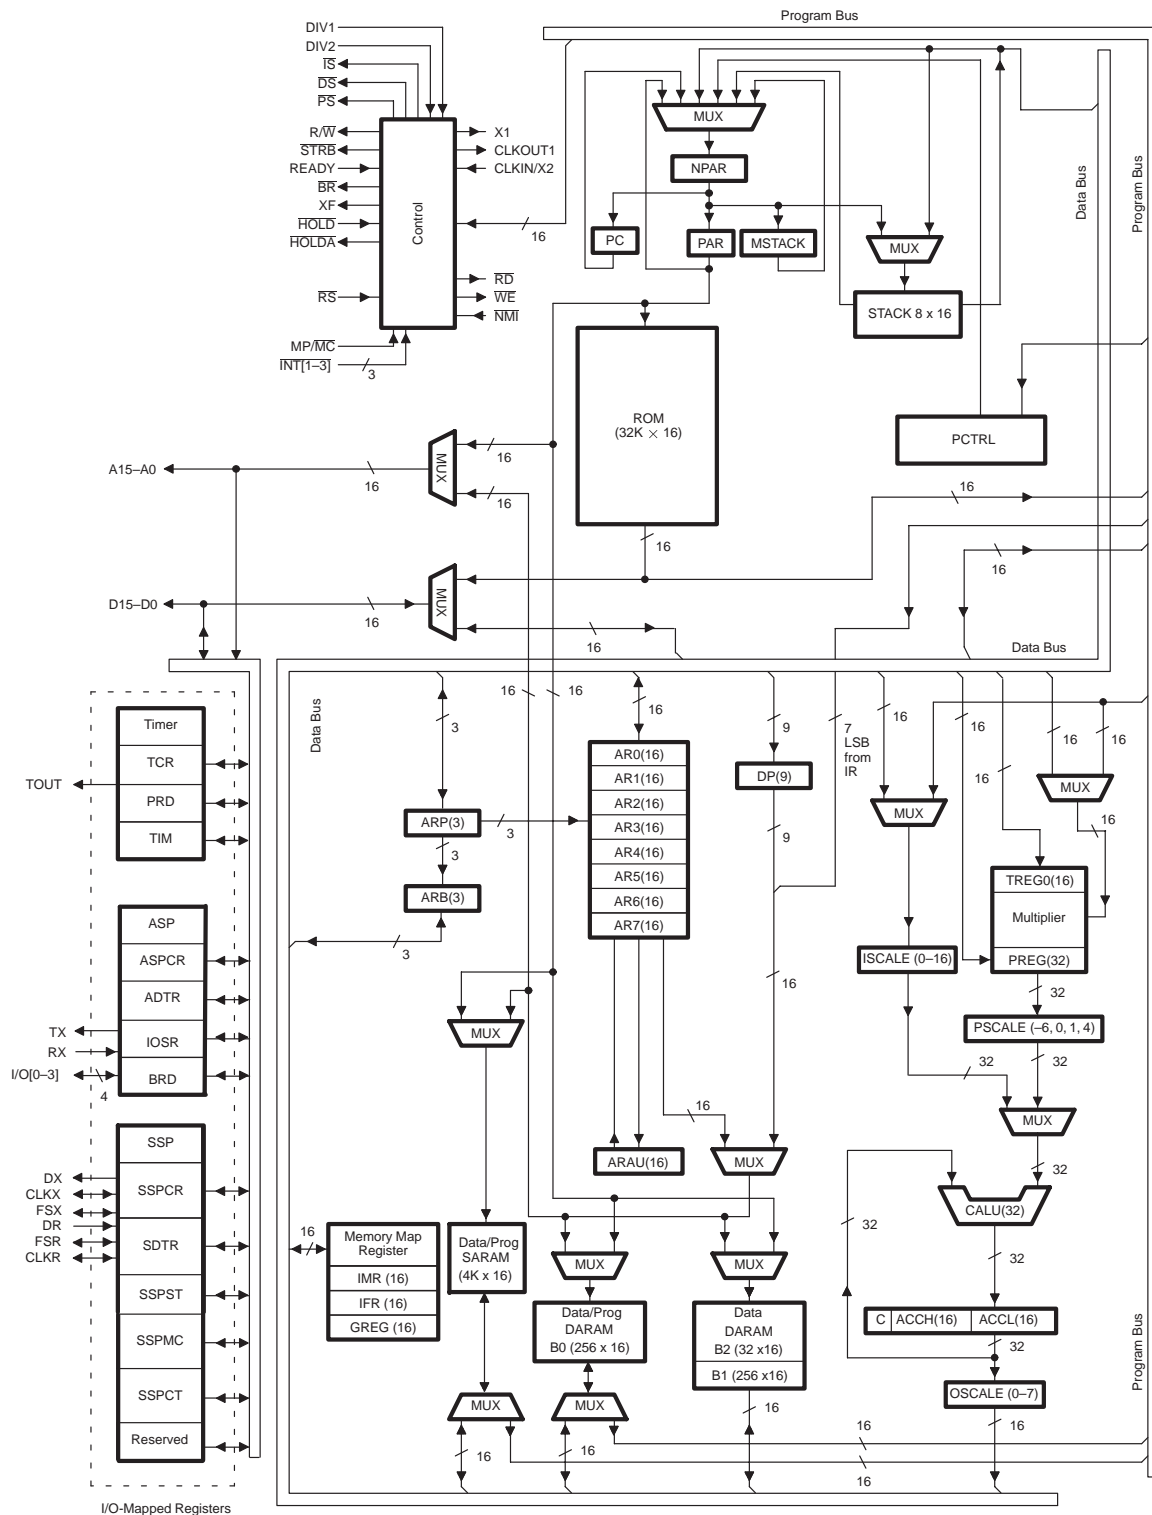 Program Bus
DIV1
DIV2
IS
DS
PS
R/W
STRB
READY
BR
XF
HOLD
HOLDA
RS
MP/MC
INT[1–3]
3
Control
X1
CLKOUT1
CLKIN/X2
16
RD
WE
NMI
MUX
NPAR
PC
PAR
MSTACK
MUX
STACK 8 x 16
Data Bus
Program Bus
ROM
(32K × 16)
PCTRL
A15–A0
16
MUX
16
16
16
16
16
D15–D0
16
MUX
16
Data Bus
I/O-Mapped Registers
Timer
TCR
PRD
TIM
TOUT
ASP
ASPCR
ADTR
IOSR
BRD
TX
RX
I/O[0–3]
4
SSP
SSPCR
SDTR
SSPST
SSPMC
SSPCT
Reserved
DX
CLKX
FSX
DR
FSR
CLKR
Data Bus
3
ARP(3)
3
3
ARB(3)
3
16
16
16
AR0(16)
AR1(16)
AR2(16)
AR3(16)
AR4(16)
AR5(16)
AR6(16)
AR7(16)
9
DP(9)
9
7
LSB
from
IR
16
16
MUX
16
16
16
16
MUX
16
TREG0(16)
Multiplier
PREG(32)
ISCALE (0–16)
32
PSCALE (–6, 0, 1, 4)
32
32
MUX
32
MUX
16
ARAU(16)
MUX
CALU(32)
32
32
C
ACCH(16)
ACCL(16)
32
OSCALE (0–7)
16
16
Memory Map
Register
IMR (16)
IFR (16)
GREG (16)
Data/Prog
SARAM
(4K x 16)
MUX
Data/Prog
DARAM
B0 (256 x 16)
MUX
Data
DARAM
B2 (32 x16)
B1 (256 x16)
MUX
MUX
16
16
16
16
16
Program Bus